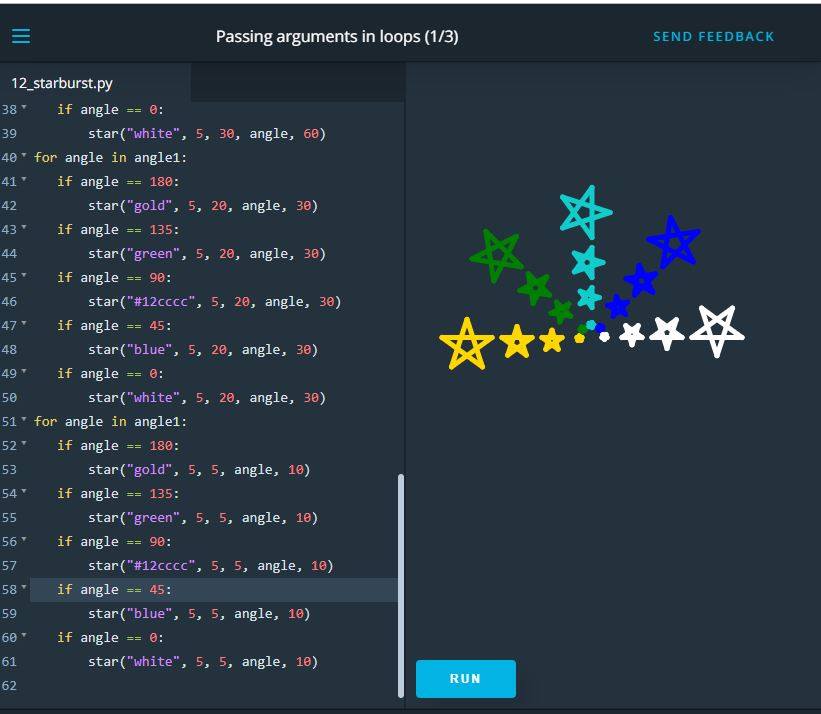 Passing arguments in loops (1/3)
SEND FEEDBACK
12_starburst.py
38 if angle == 0:
39 star("white", 5, 30, angle, 60)
40 for angle in angle1:
41 if angle == 180:
42 star("gold", 5, 20, angle, 30)
43 if angle == 135:
44 star("green", 5, 20, angle, 30)
45 if angle == 90:
46 star("#12cccc", 5, 20, angle, 30)
47 if angle == 45:
48 star("blue", 5, 20, angle, 30)
49 if angle == 0:
50 star("white", 5, 20, angle, 30)
51 for angle in angle1:
52 if angle == 180:
53 star("gold", 5, 5, angle, 10)
54 if angle == 135:
55 star("green", 5, 5, angle, 10)
56 if angle == 90:
57 star("#12cccc", 5, 5, angle, 10)
58 if angle == 45:
59 star("blue", 5, 5, angle, 10)
60 if angle == 0:
61 star("white", 5, 5, angle, 10)
62
RUN